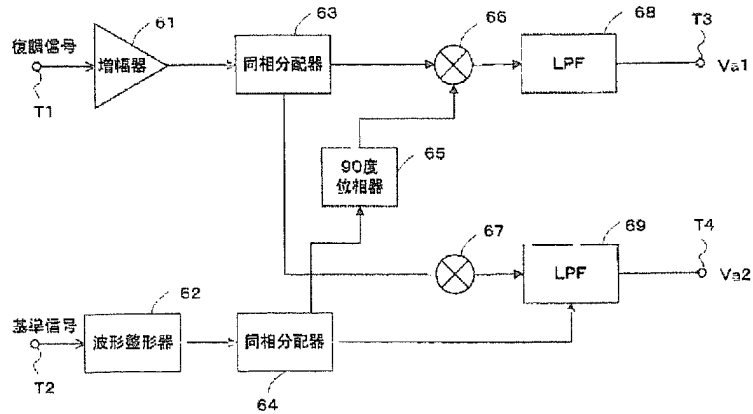 61
63
66
68
T3
復調信号
増幅器
同相分配器
LPF
Va1
T1
90度
位相器
65
67
69
T4
62
LPF
Va2
基準信号
波形整形器
同相分配器
T2
64